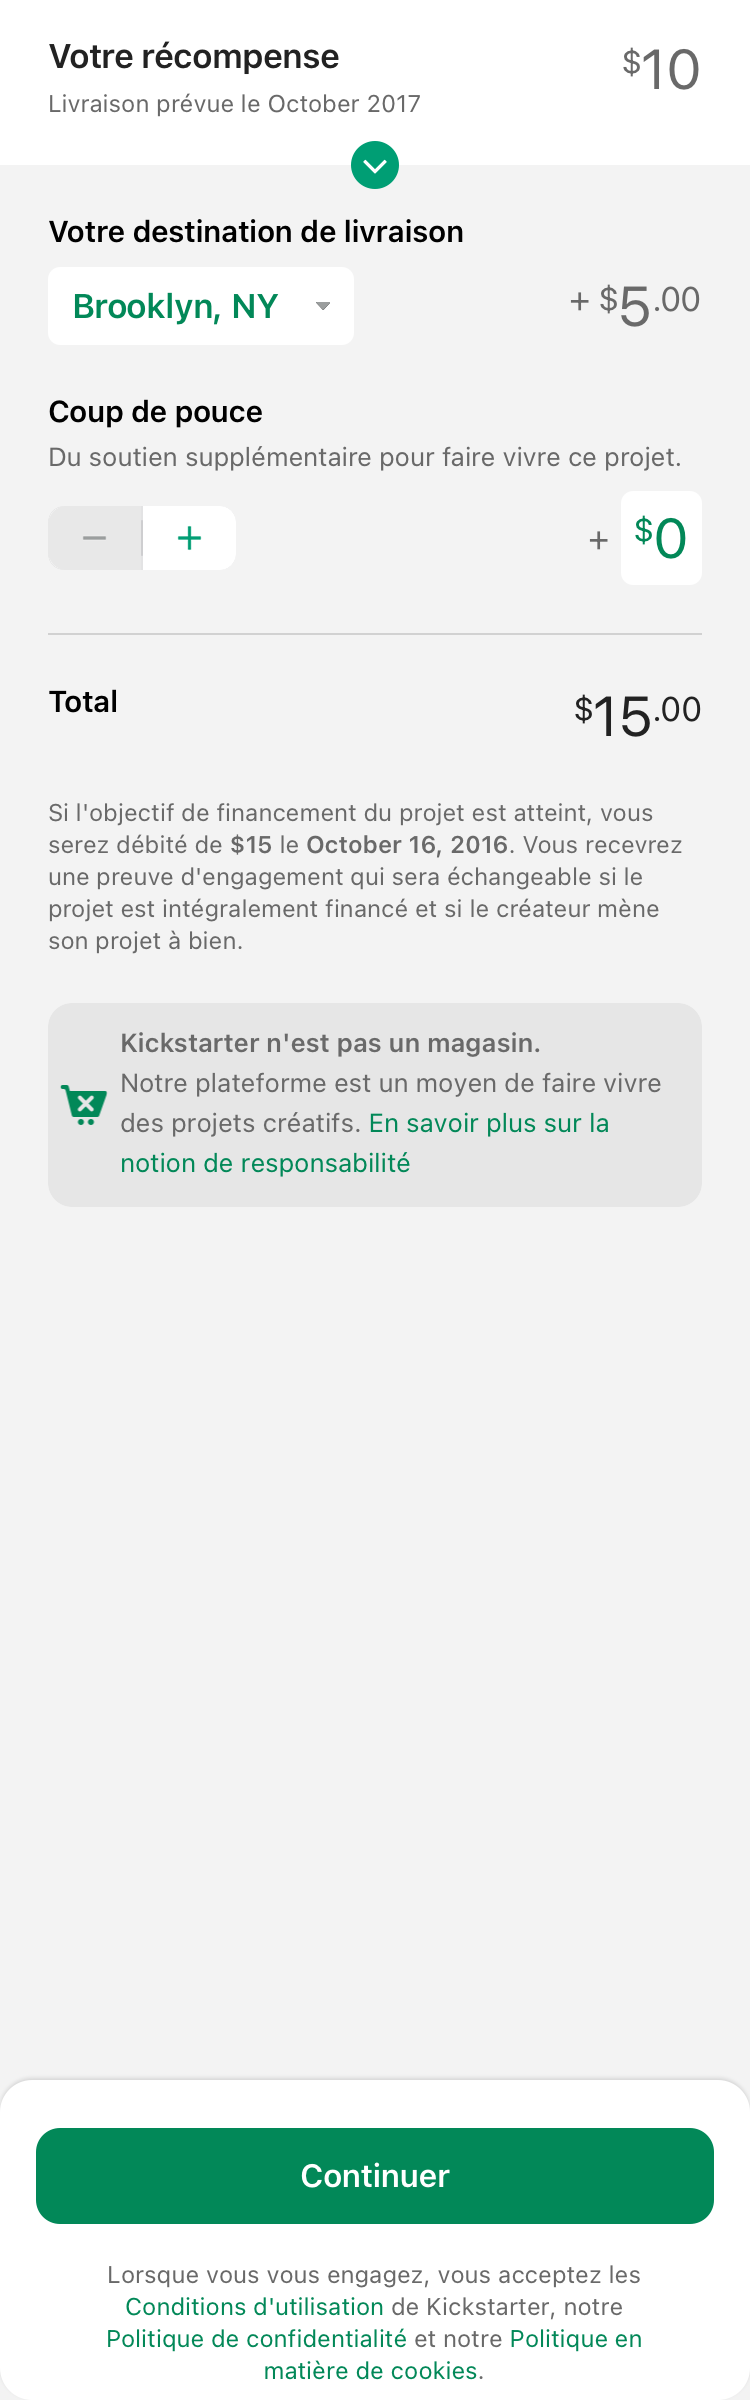 Votre récompense
$10
Livraison prévue le October 2017
Votre destination de livraison
Brooklyn, NY
+ $5.00
Coup de pouce
Du soutien supplémentaire pour faire vivre ce projet.
− +
+ $0
Total
$15.00
Si l'objectif de financement du projet est atteint, vous
serez débité de $15 le October 16, 2016. Vous recevrez
une preuve d'engagement qui sera échangeable si le
projet est intégralement financé et si le créateur mène
son projet à bien.
Kickstarter n'est pas un magasin.
Notre plateforme est un moyen de faire vivre
des projets créatifs. En savoir plus sur la
notion de responsabilité
Continuer
Lorsque vous vous engagez, vous acceptez les
Conditions d'utilisation de Kickstarter, notre
Politique de confidentialité et notre Politique en
matière de cookies.